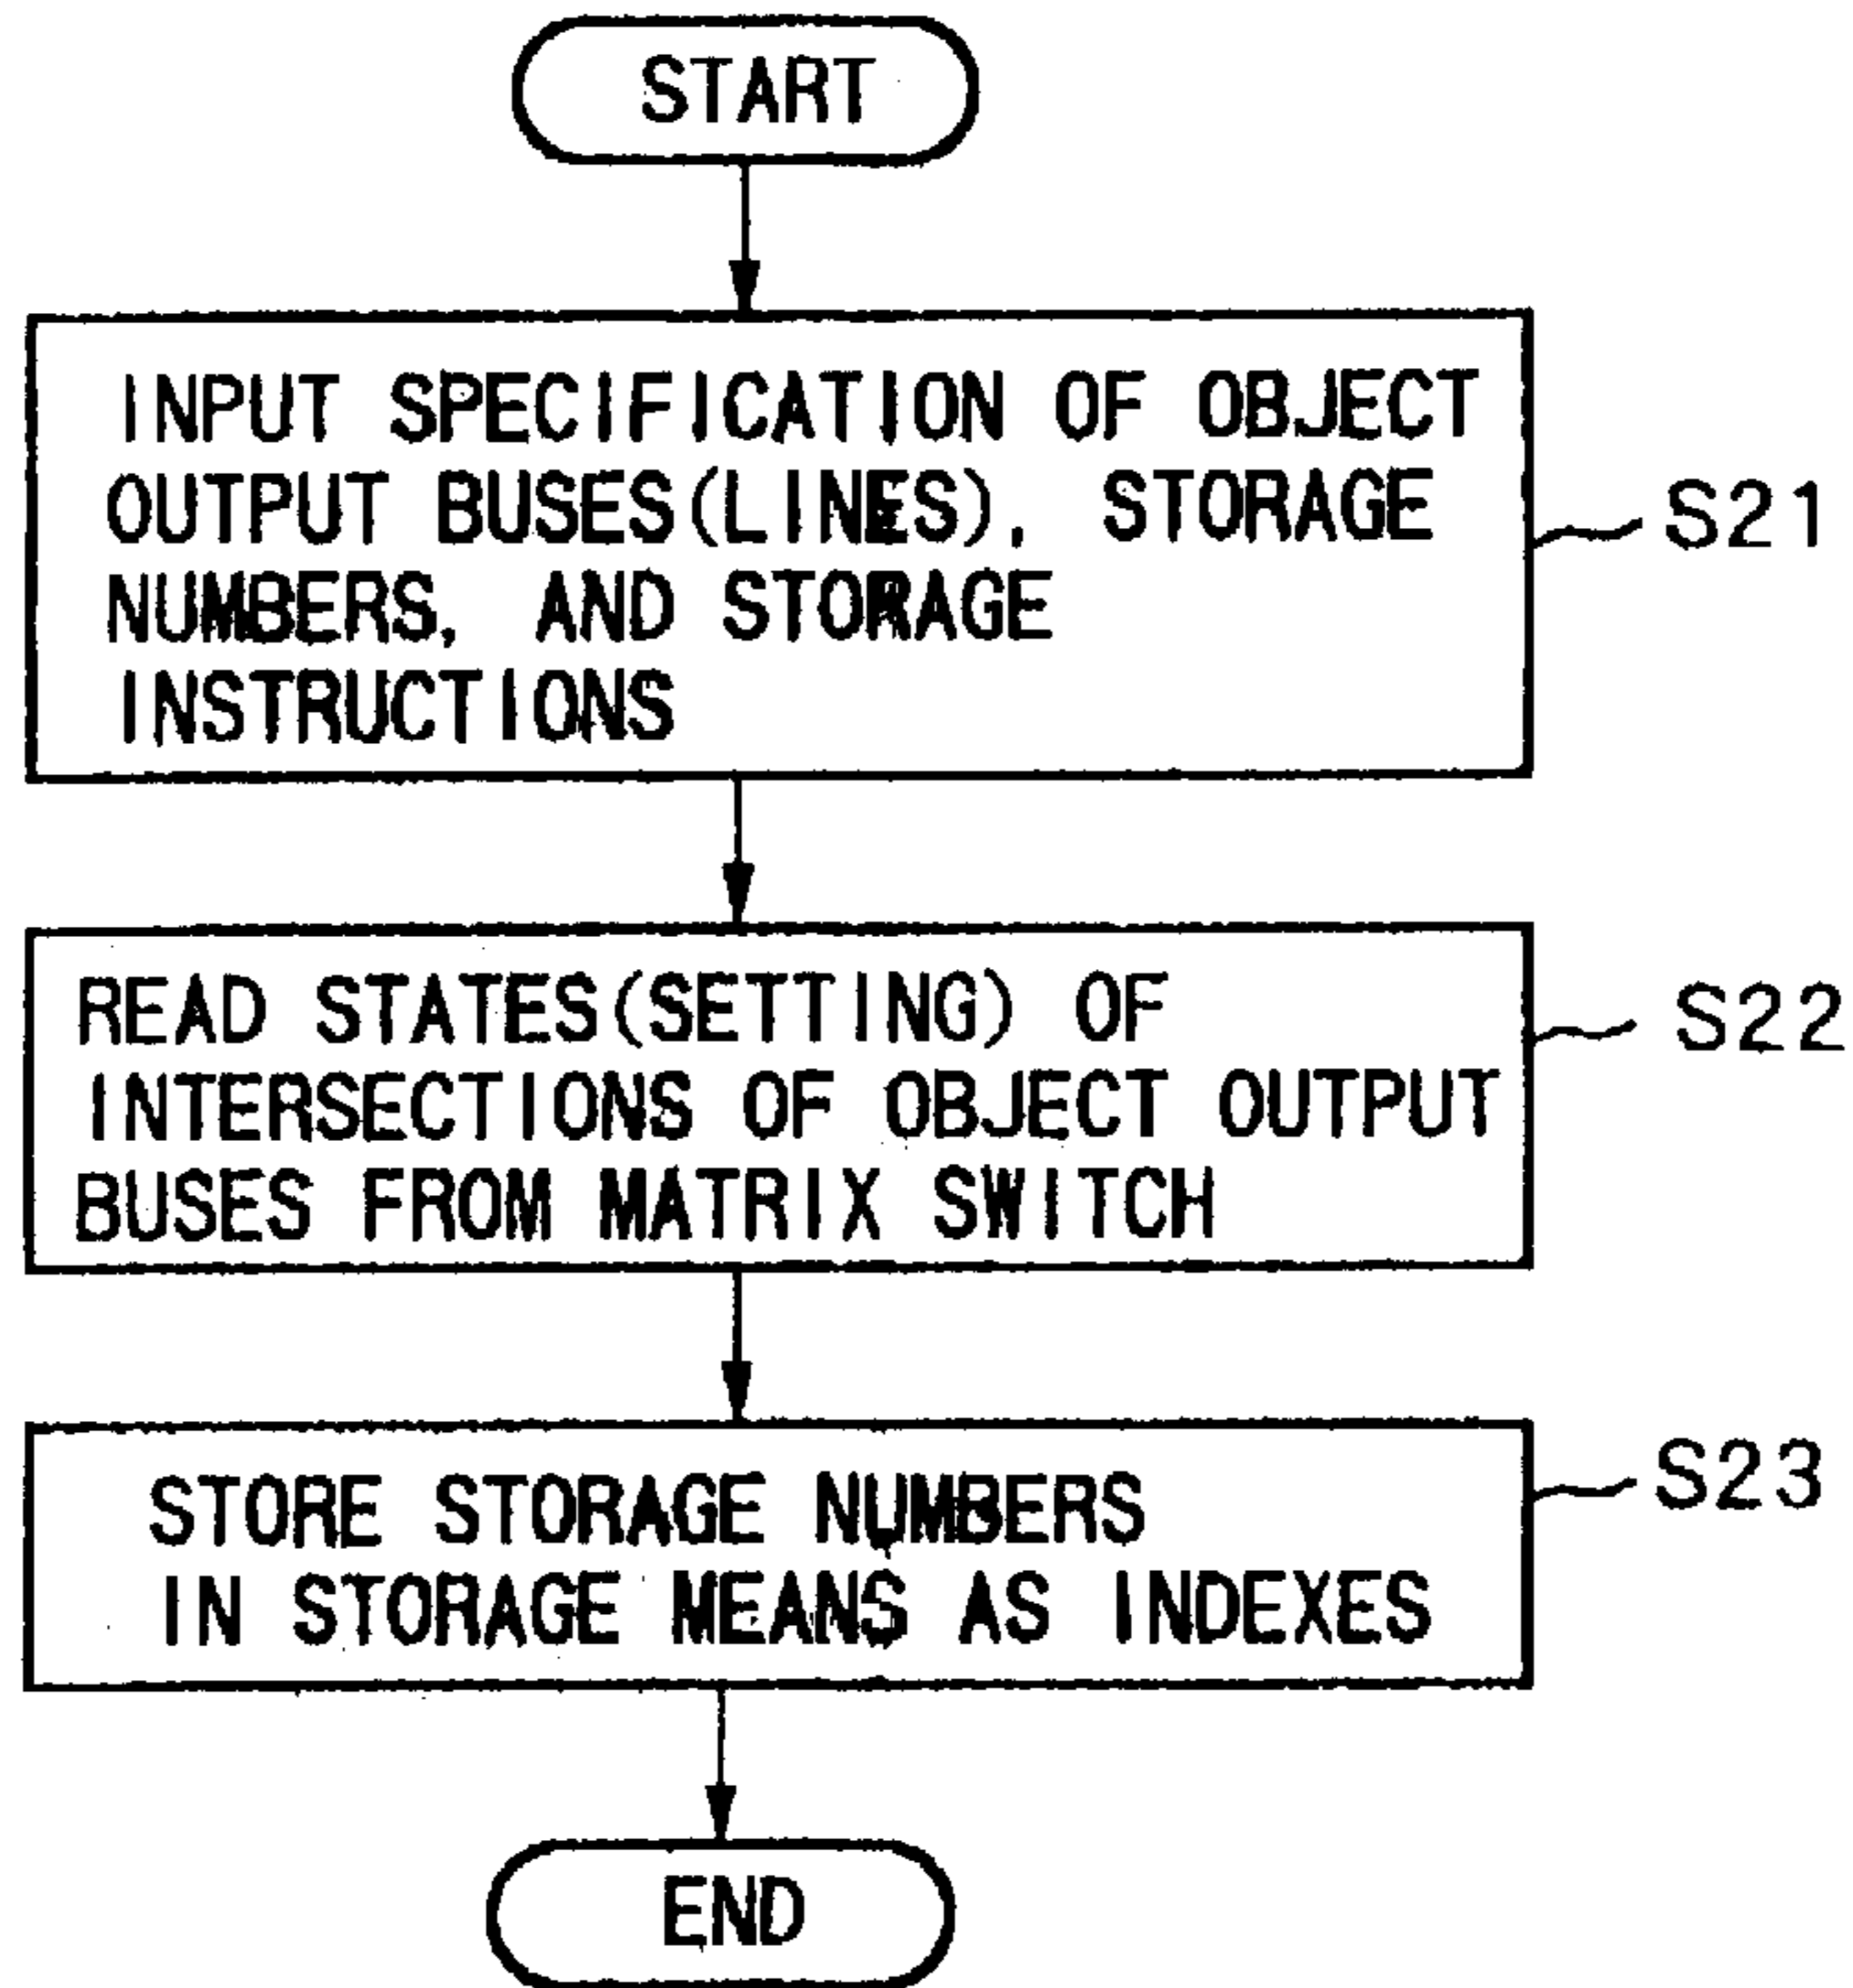 START
INPUT SPECIFICATION OF OBJECT
OUTPUT BUSES(LINES), STORAGE
NUMBERS, AND STORAGE
INSTRUCTIONS
S21
READ STATES(SETTING) OF
INTERSECTIONS OF OBJECT OUTPUT
BUSES FROM MATRIX SWITCH
S22
STORE STORAGE NUMBERS
IN STORAGE MEANS AS INDEXES
S23
END